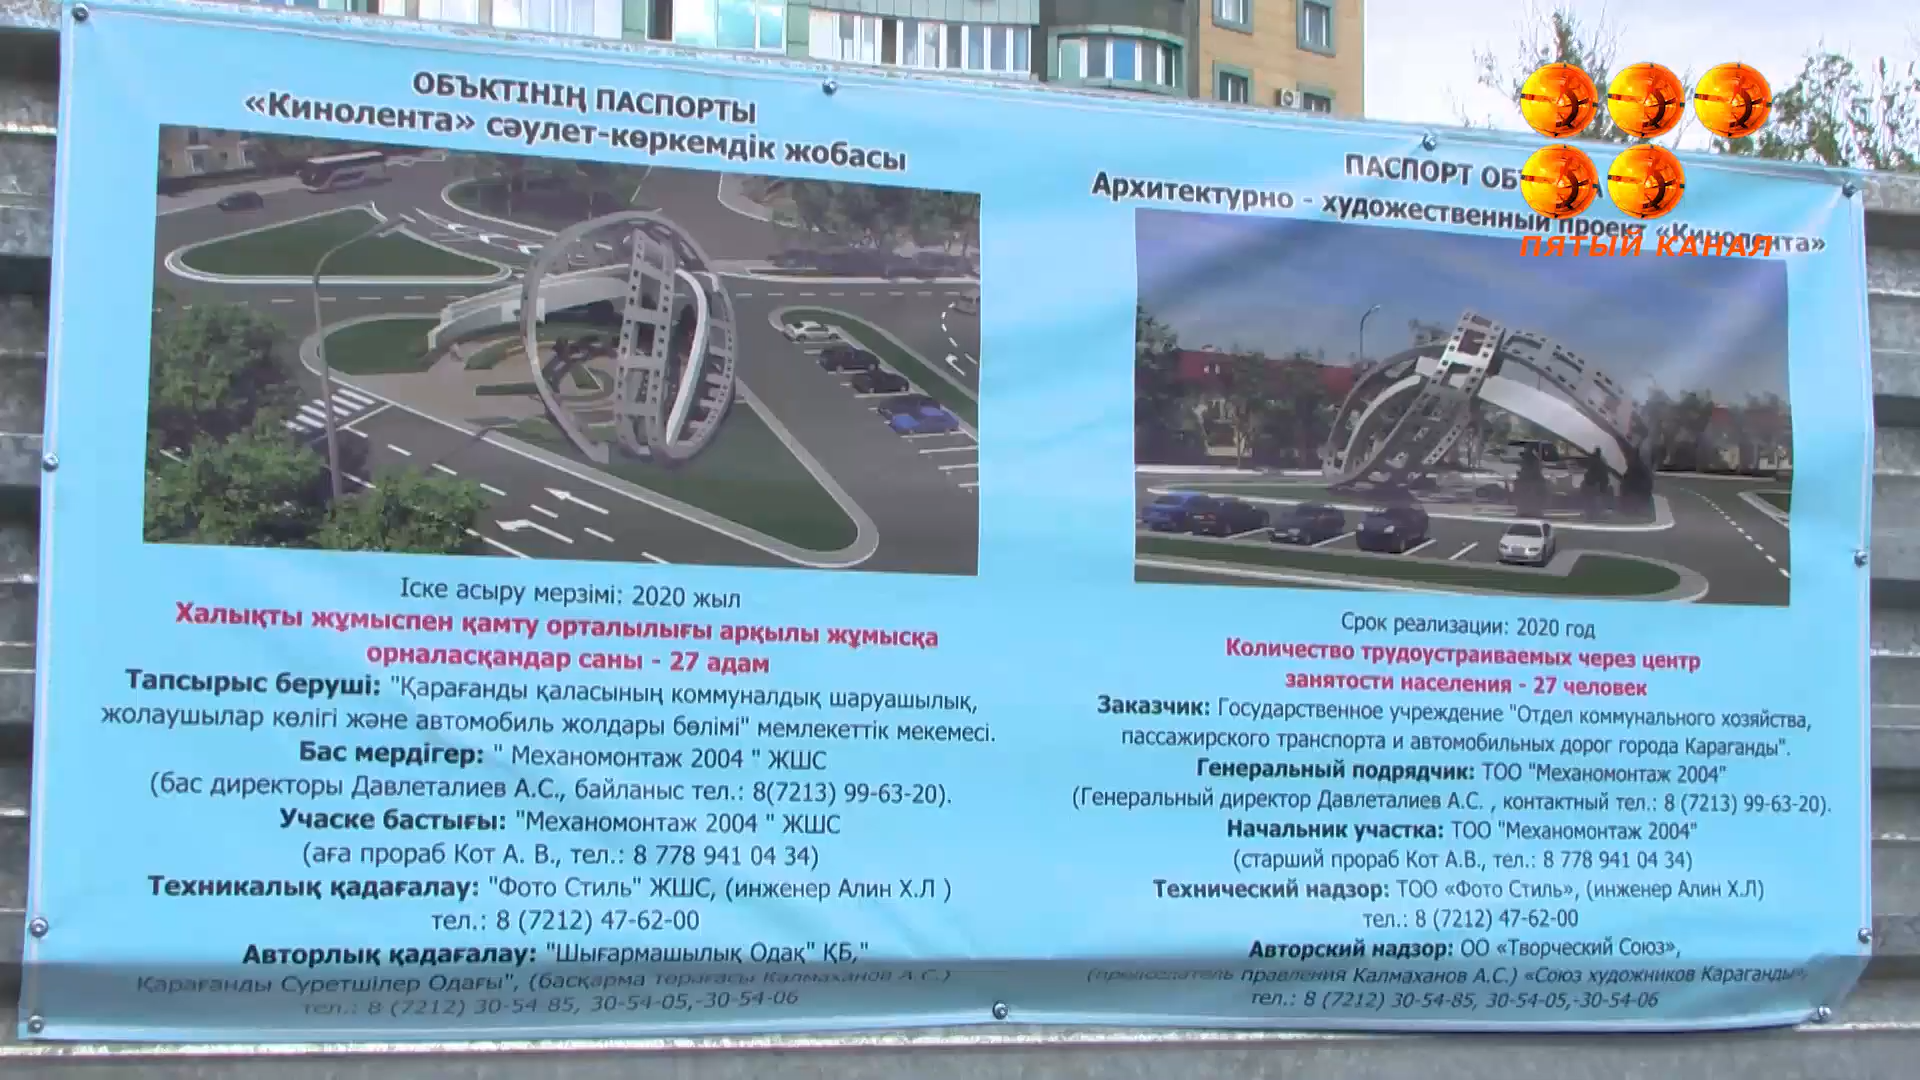 ОБЪКТІНІҢ ПАСПОРТЫ
«Кинолента» сәулет-көркемдік жобасы
Іске асыру мерзімі: 2020 жыл
Халықты жұмыспен қамту орталылығы арқылы жұмысқа
орналасқандар саны - 27 адам
Тапсырыс беруші: "Қарағанды қаласының коммуналдық шаруашылық,
жолаушылар көлігі және автомобиль жолдары бөлімі" мемлекеттік мекемесі.
Бас мердігер: " Механомонтаж 2004 " ЖШС
(бас директоры Давлеталиев А.С., байланыс тел.: 8(7213) 99-63-20).
Учаске бастығы: "Механомонтаж 2004 " ЖШС
(аға прораб Кот А. В., тел.: 8 778 941 04 34)
Техникалық қадағалау: "Фото Стиль" ЖШС, (инженер Алин Х.Л )
тел.: 8 (7212) 47-62-00
Авторлық қадағалау: "Шығармашылық Одақ" ҚБ,"
Қарағанды Суретшілер Одағы", (басқарма төрағасы Калмаханов А.С.)
тел.: 8 (7212) 30-54 85, 30-54-05,-30-54-06
ПАСПОРТ
Архитектурно - художественный проект «Кинолента»
Срок реализации: 2020 год
Количество трудоустраиваемых через центр
занятости населения - 27 человек
Заказчик: Государственное учреждение "Отдел коммунального хозяйства,
пассажирского транспорта и автомобильных дорог города Караганды".
Генеральный подрядчик: ТОО "Механомонтаж 2004"
(Генеральный директор Давлеталиев А.С. , контактный тел.: 8 (7213) 99-63-20).
Начальник участка: ТОО "Механомонтаж 2004"
(старший прораб Кот А.В., тел.: 8 778 941 04 34)
Технический надзор: ТОО «Фото Стиль», (инженер Алин Х.Л)
тел.: 8 (7212) 47-62-00
Авторский надзор: ОО «Творческий Союз»,
(председатель правления Калмаханов А.С.) «Союз художников Караганды»,
тел.: 8 (7212) 30-54-85, 30-54-05,-30-54-06
ПЯТЫЙ КАНАЛ